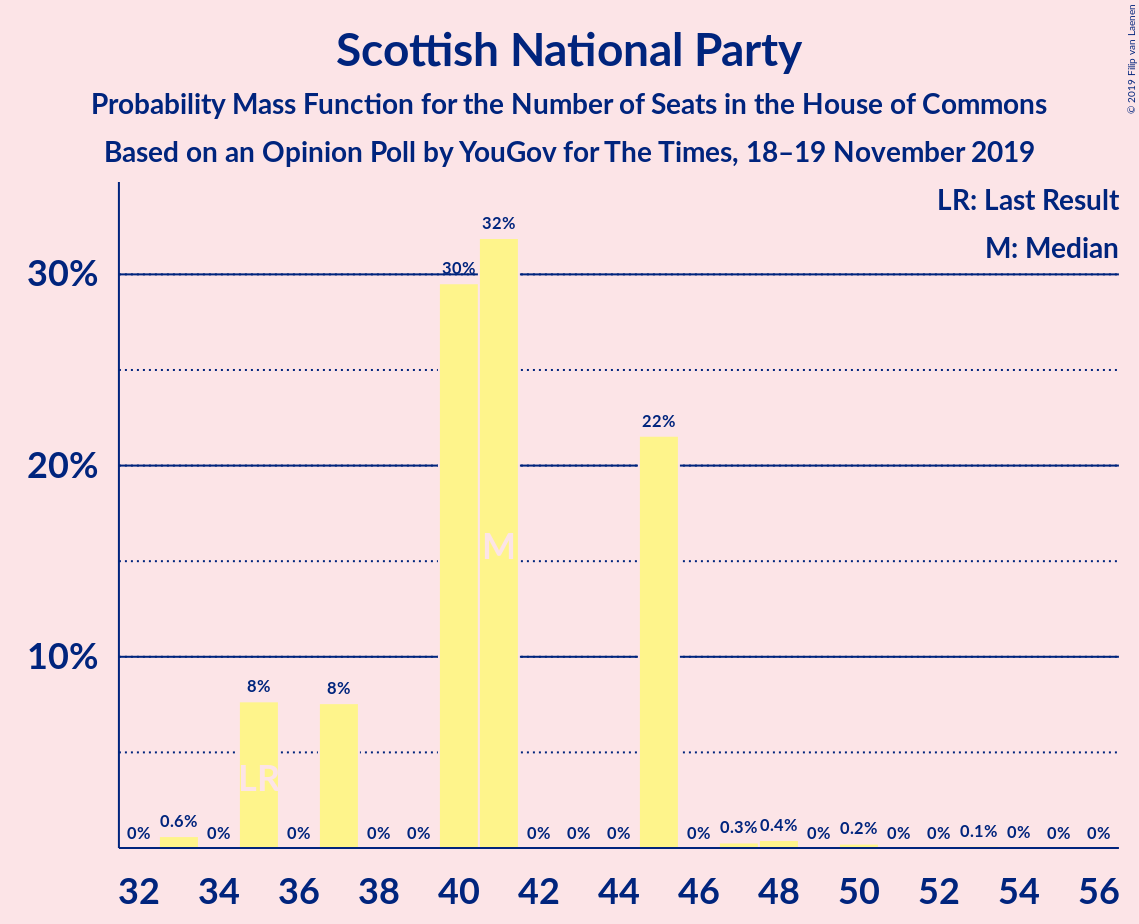 Scottish National Party
Probability Mass Function for the Number of Seats in the House of Commons
Based on an Opinion Poll by YouGov for The Times, 18–19 November 2019
© 2019 Filip van Laenen
LR: Last Result
M: Median
30%
20%
10%
0% 0.6% 0% 8% 0% 8% 0% 0% 30% 32% 0% 0% 0% 22% 0% 0.3% 0.4% 0% 0.2% 0% 0% 0.1% 0% 0% 0%
LR
M
32 34 36 38 40 42 44 46 48 50 52 54 56